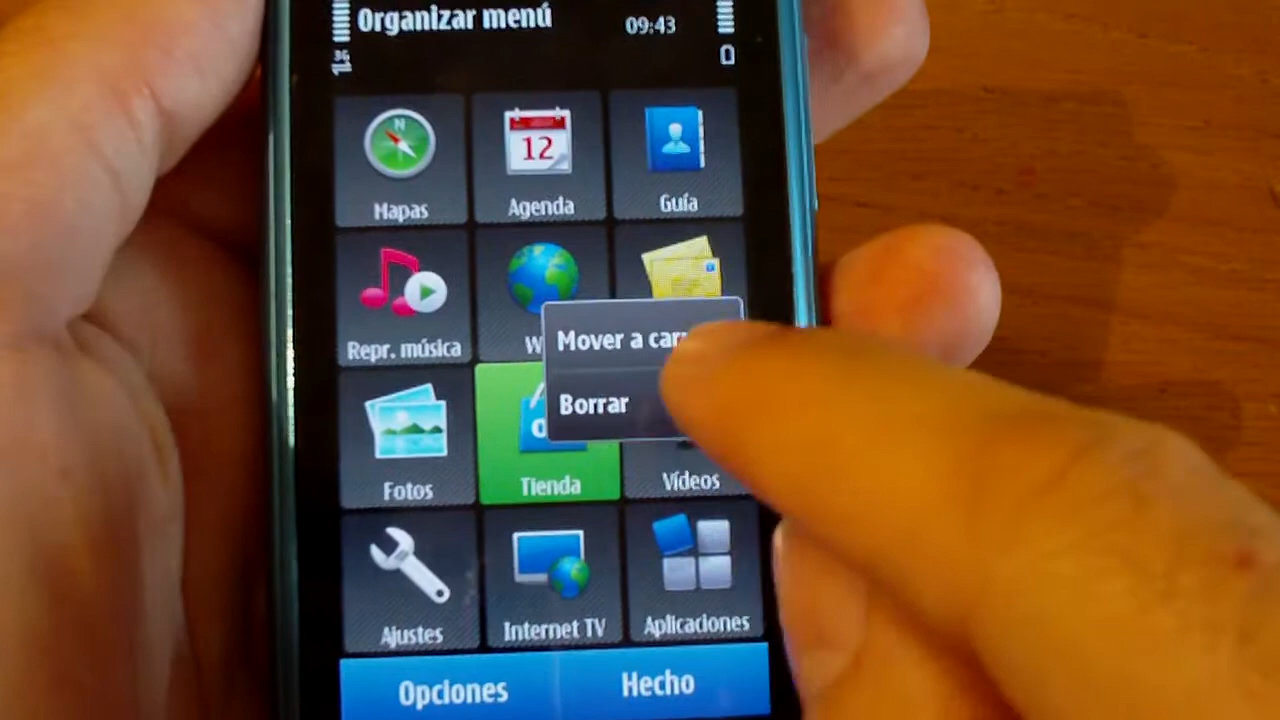 Organizar menú 09:43
3G
N
12
Mapas Agenda Guía
Mover a
Repr. música
Borrar
Fotos Tienda Vídeos
Ajustes Internet TV Aplicaciones
Opciones Hecho